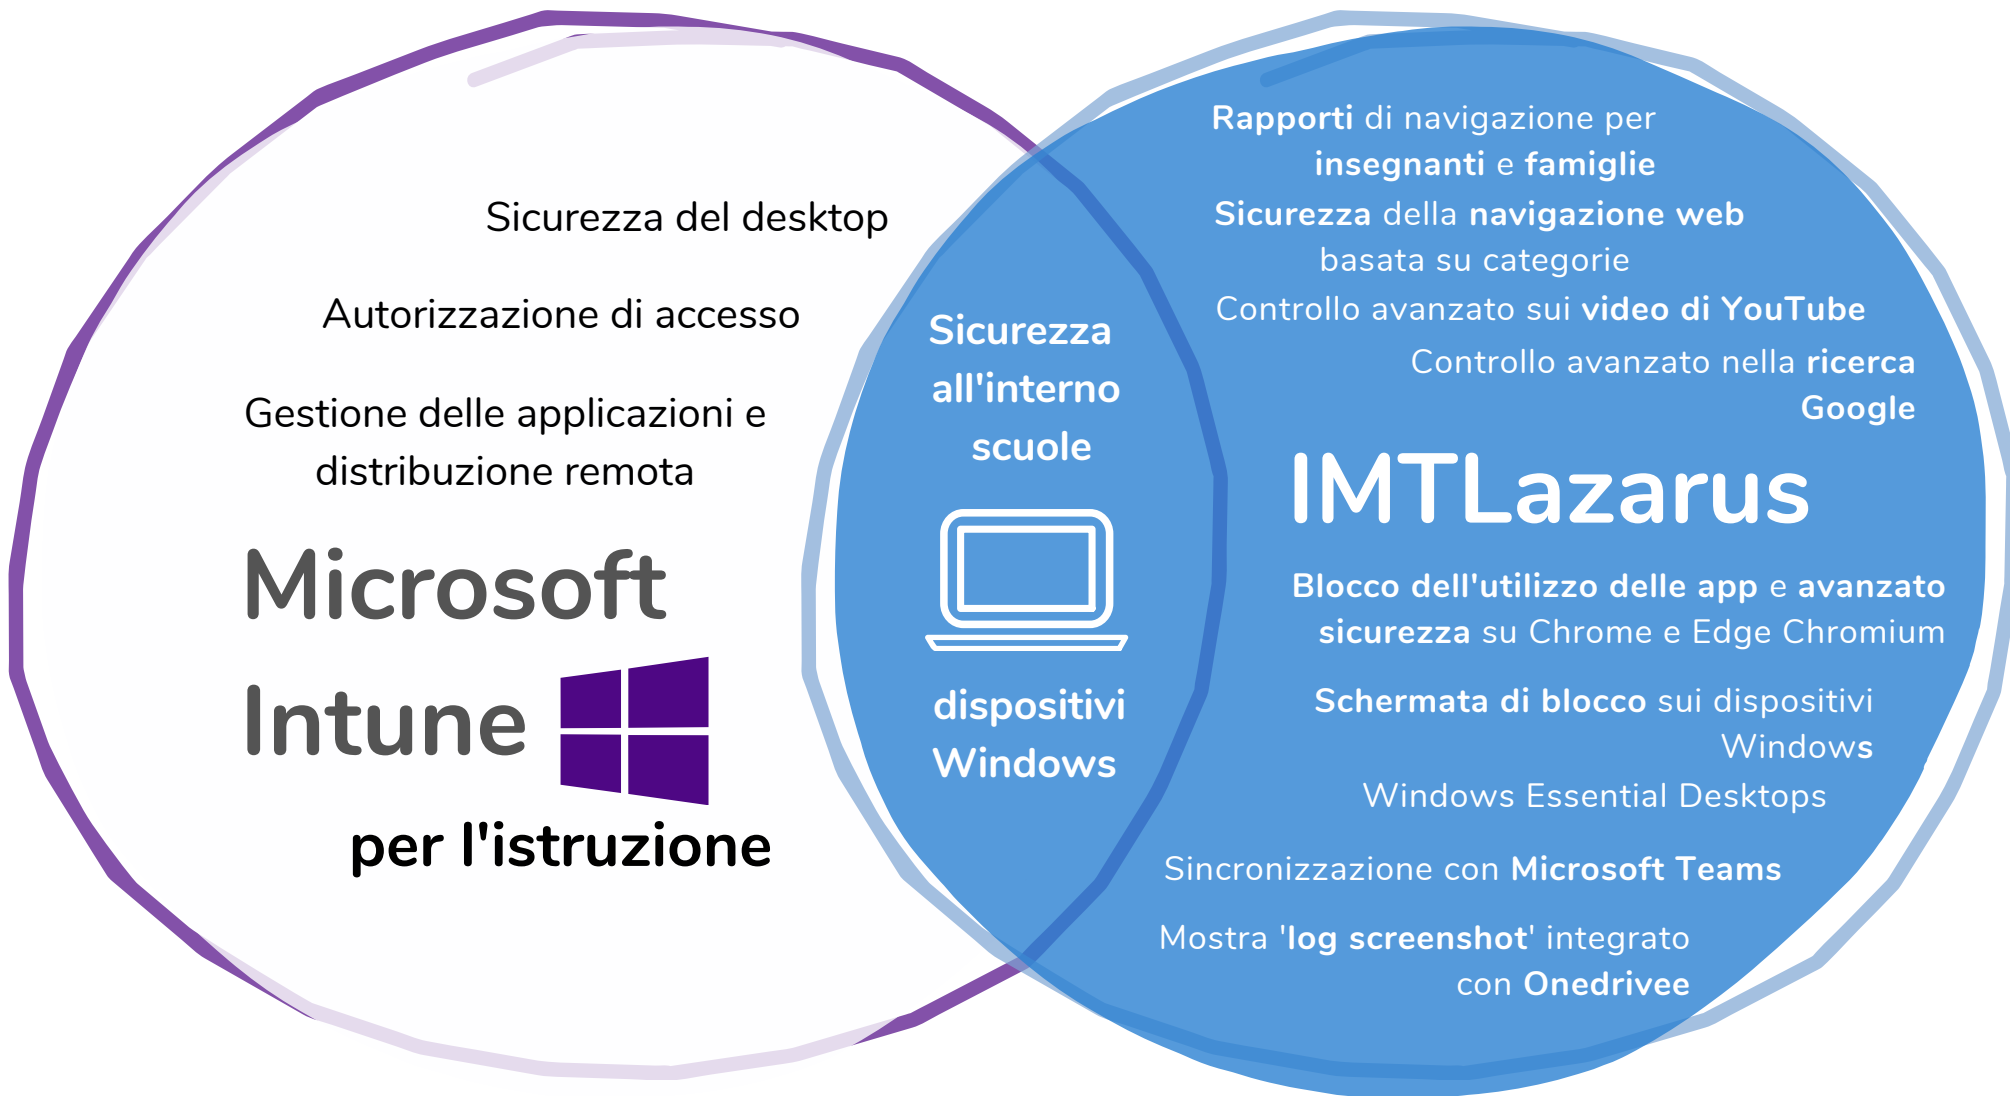 Sicurezza del desktop
Autorizzazione di accesso
Gestione delle applicazioni e
distribuzione remota
Microsoft
Intune
per l'istruzione
Sicurezza
all'interno
scuole
dispositivi
Windows
Rapporti di navigazione per
insegnanti e famiglie
Sicurezza della navigazione web
basata su categorie
Controllo avanzato sui video di YouTube
Controllo avanzato nella ricerca
Google
IMTLazarus
Blocco dell'utilizzo delle app e avanzato
sicurezza su Chrome e Edge Chromium
Schermata di blocco sui dispositivi
Windows
Windows Essential Desktops
Sincronizzazione con Microsoft Teams
Mostra 'log screenshot' integrato
con Onedrivee